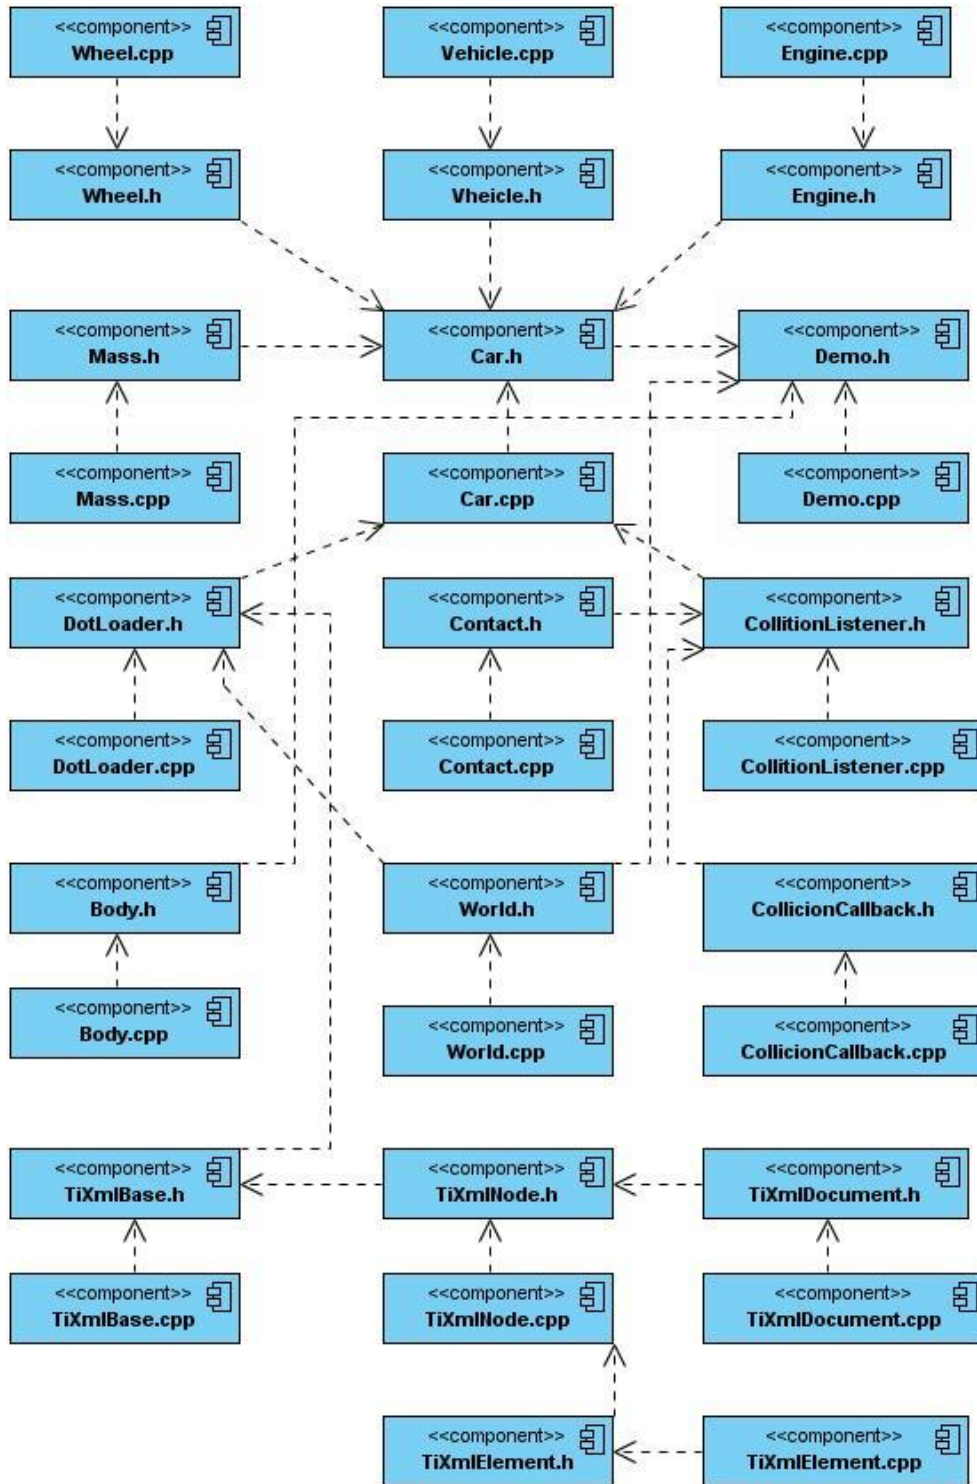 <<component>>
Wheel.cpp
<<component>>
Vehicle.cpp
<<component>>
Engine.cpp
<<component>>
Wheel.h
<<component>>
Vheicle.h
<<component>>
Engine.h
<<component>>
Mass.h
<<component>>
Car.h
<<component>>
Demo.h
<<component>>
Mass.cpp
<<component>>
Car.cpp
<<component>>
Demo.cpp
<<component>>
DotLoader.h
<<component>>
Contact.h
<<component>>
CollitionListener.h
<<component>>
DotLoader.cpp
<<component>>
Contact.cpp
<<component>>
CollitionListener.cpp
<<component>>
Body.h
<<component>>
World.h
<<component>>
CollicionCallback.h
<<component>>
Body.cpp
<<component>>
World.cpp
<<component>>
CollicionCallback.cpp
<<component>>
TiXmlBase.h
<<component>>
TiXmlNode.h
<<component>>
TiXmlDocument.h
<<component>>
TiXmlBase.cpp
<<component>>
TiXmlNode.cpp
<<component>>
TiXmlDocument.cpp
<<component>>
TiXmlElement.h
<<component>>
TiXmlElement.cpp